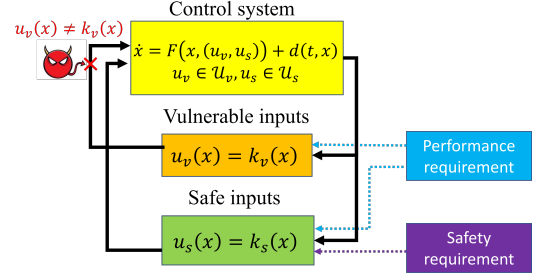 Control system
u_v(x) ≠ k_v(x)
ẋ = F(x, (u_v, u_s)) + d(t, x)
u_v ∈ 𝒰_v, u_s ∈ 𝒰_s
Vulnerable inputs
u_v(x) = k_v(x)
Performance
requirement
Safe inputs
u_s(x) = k_s(x)
Safety
requirement